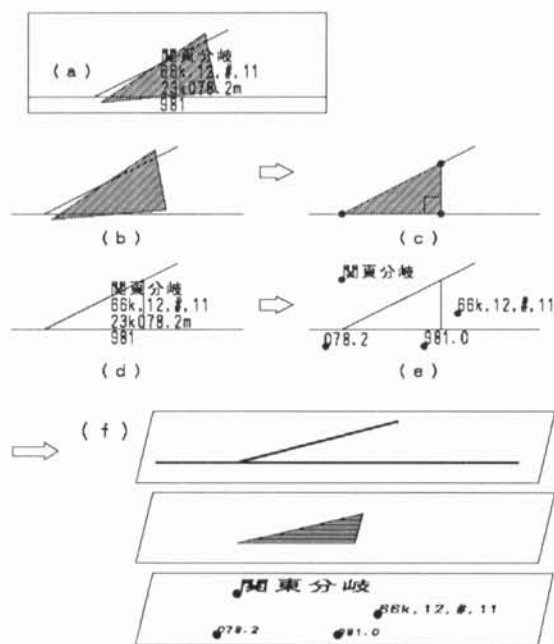 (a)
関東分岐
66k,12,#,11
23k078.2m
981
(b)
(c)
関東分岐
66k,12,#,11
23k078.2m
981
(d)
関東分岐
66k,12,#,11
078.2
981.0
(e)
(f)
関東分岐
66k,12,#,11
078.2
981.0